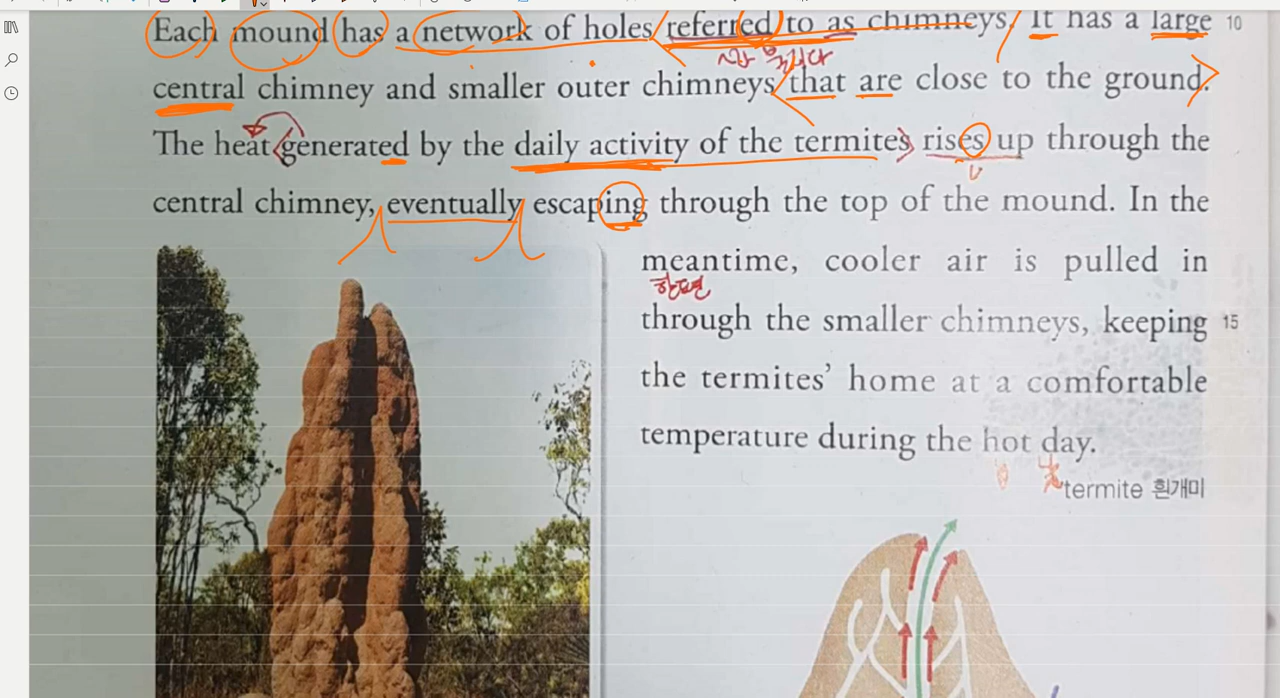 Each mound has a network of holes referred to as chimneys. It has a large 10
central chimney and smaller outer chimneys that are close to the ground.
The heat generated by the daily activity of the termites rises up through the
central chimney, eventually escaping through the top of the mound. In the
meantime, cooler air is pulled in
한편
through the smaller chimneys, keeping 15
the termites' home at a comfortable
temperature during the hot day.
낮
termite 흰개미